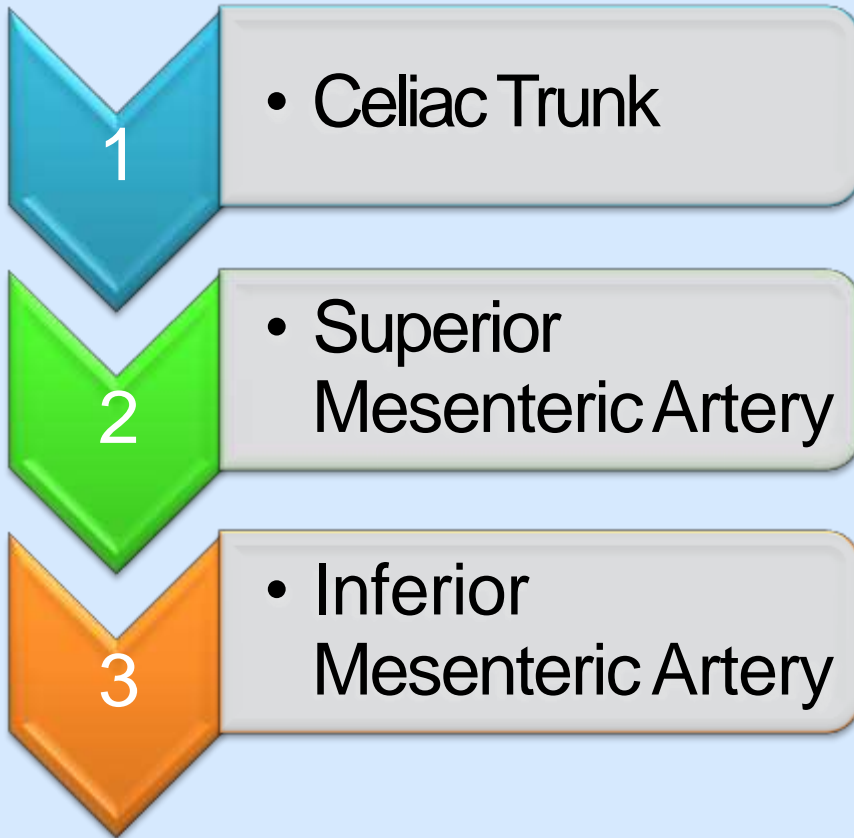 1
• Celiac Trunk
2
• Superior
Mesenteric Artery
3
• Inferior
Mesenteric Artery